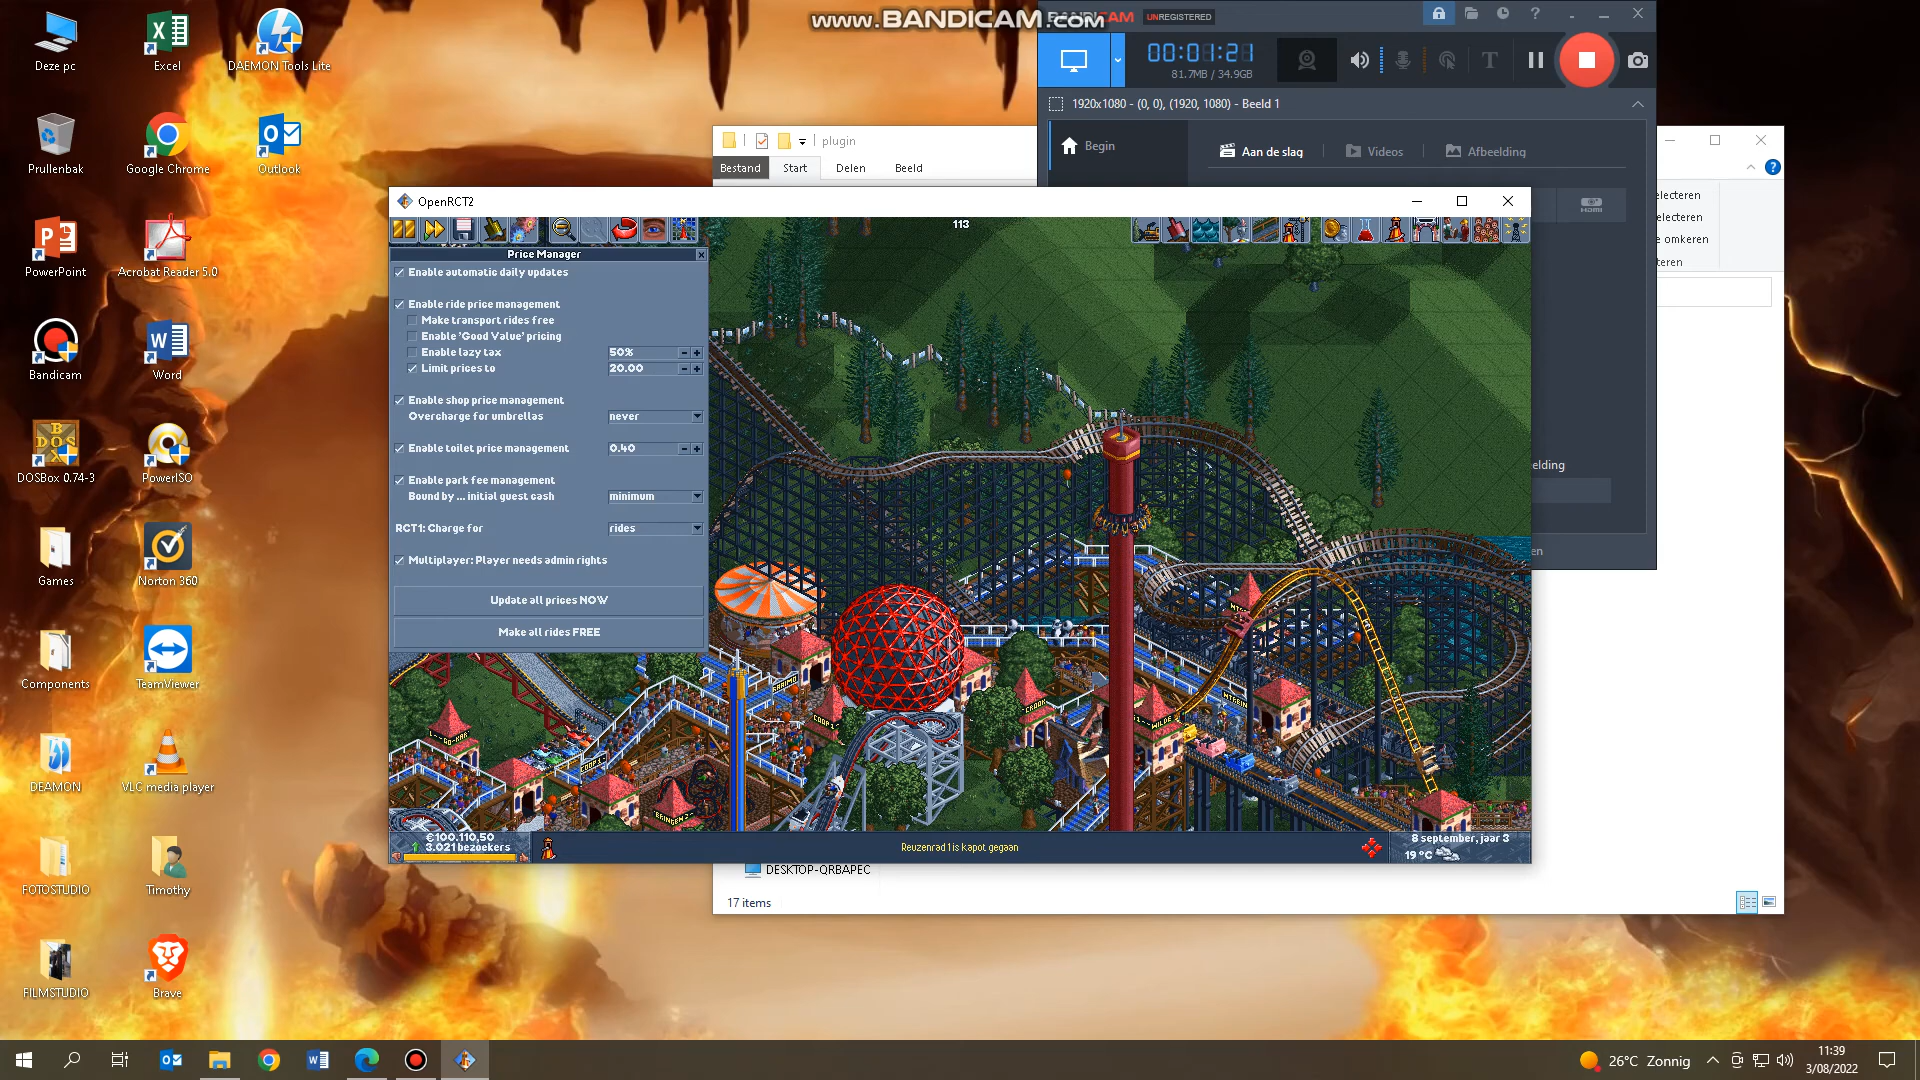 www.BANDICAM.com
UNREGISTERED
00:01:21
81.7MB / 34.9GB
1920x1080 - (0, 0), (1920, 1080) - Beeld 1
Begin
Aan de slag
Videos
Afbeelding
HDMI
Deze pc
Excel
DAEMON Tools Lite
Prullenbak
Google Chrome
Outlook
PowerPoint
Acrobat Reader 5.0
Bandicam
Word
DOSBox 0.74-3
PowerISO
Games
Norton 360
Components
TeamViewer
DEAMON
VLC media player
FOTOSTUDIO
Timothy
FILMSTUDIO
Brave
plugin
Bestand
Start
Delen
Beeld
electeren
electeren
e omkeren
teren
elding
en
OpenRCT2
113
Price Manager
Enable automatic daily updates
Enable ride price management
Make transport rides free
Enable 'Good Value' pricing
Enable lazy tax
50%
Limit prices to
20.00
Enable shop price management
Overcharge for umbrellas
never
Enable toilet price management
0.40
Enable park fee management
Bound by ... initial guest cash
minimum
RCT1: Charge for
rides
Multiplayer: Player needs admin rights
Update all prices NOW
Make all rides FREE
€100.110,50
3.021 bezoekers
Reuzenrad 1 is kapot gegaan
8 september, jaar 3
19 °C
DESKTOP-QRBAPEC
17 items
26°C Zonnig
11:39
3/08/2022